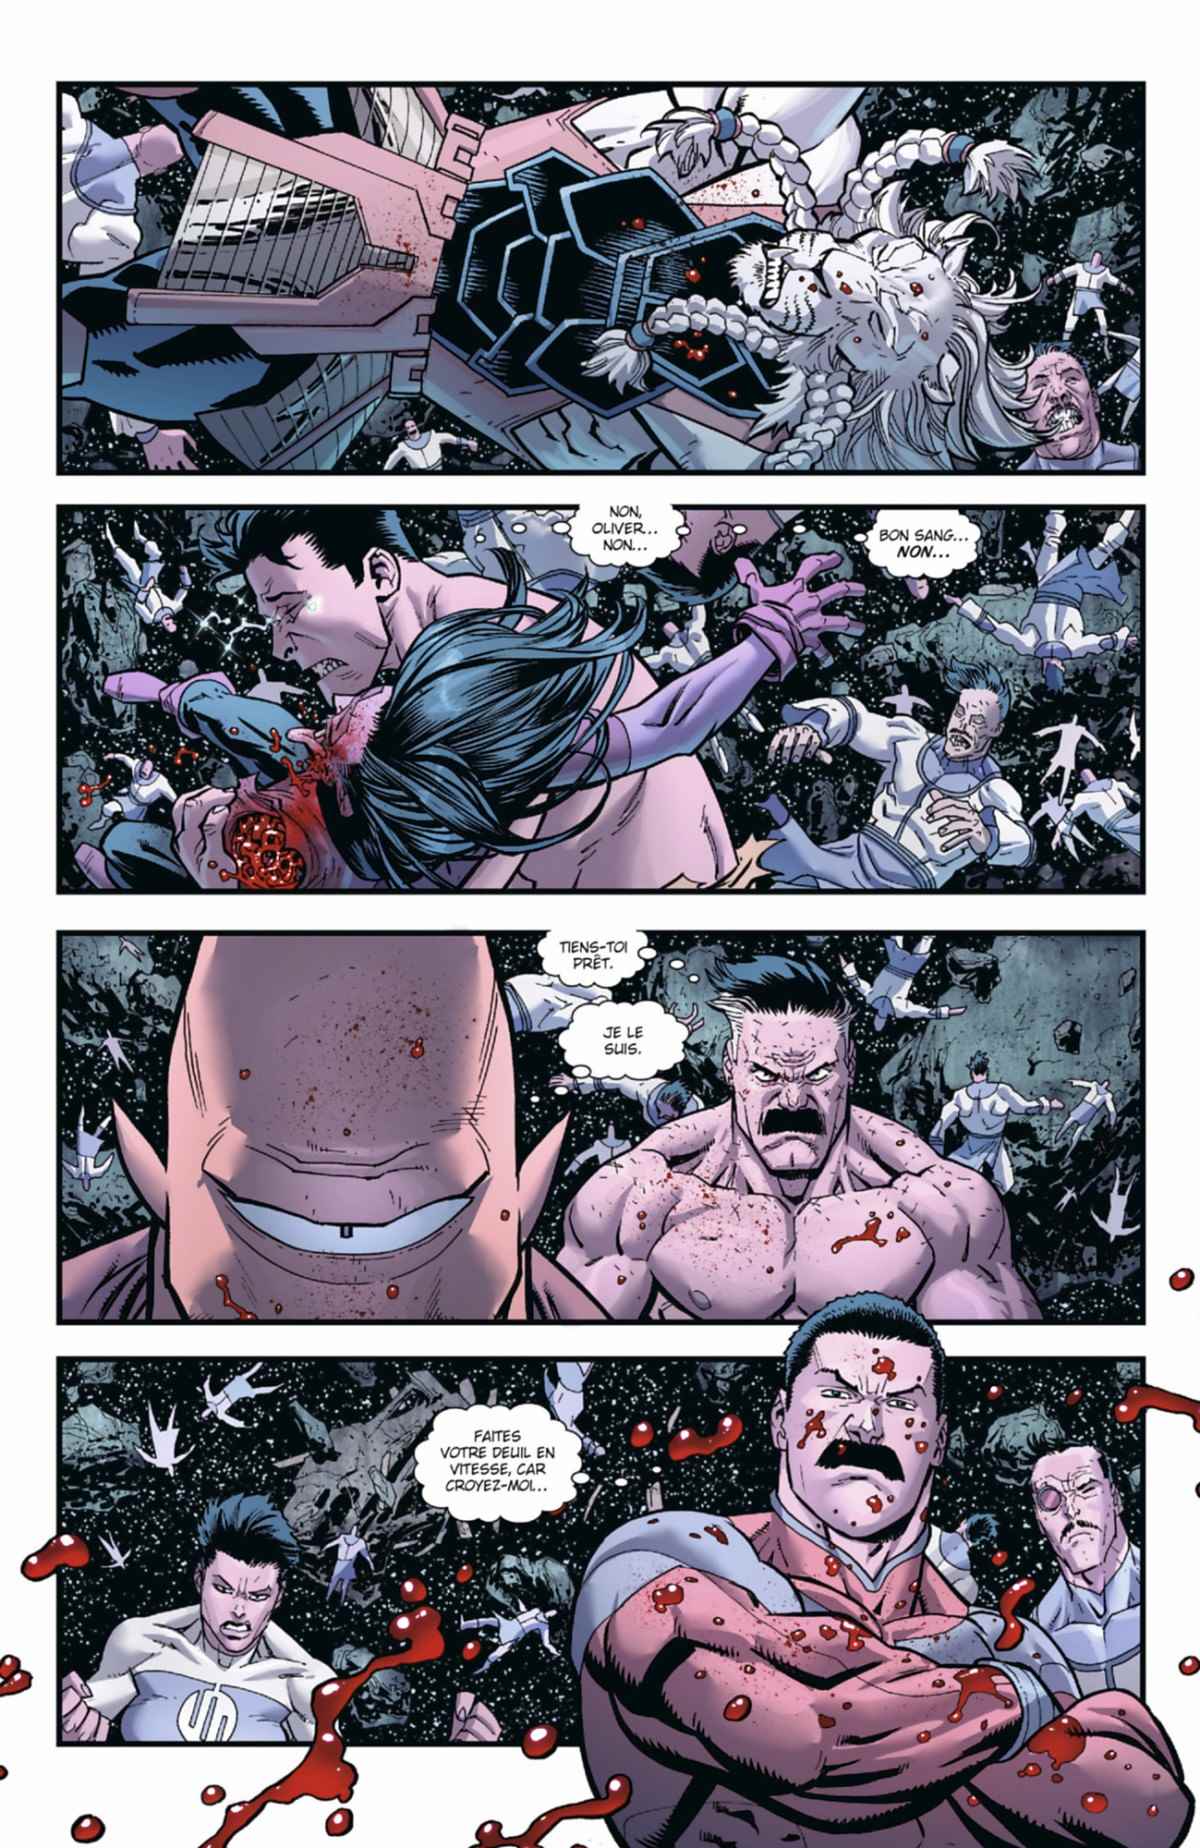 NON,
OLIVER...
NON...
BON SANG...
NON...
TIENS-TOI
PRÊT.
JE LE
SUIS.
FAITES
VOTRE DEUIL EN
VITESSE, CAR
CROYEZ-MOI...